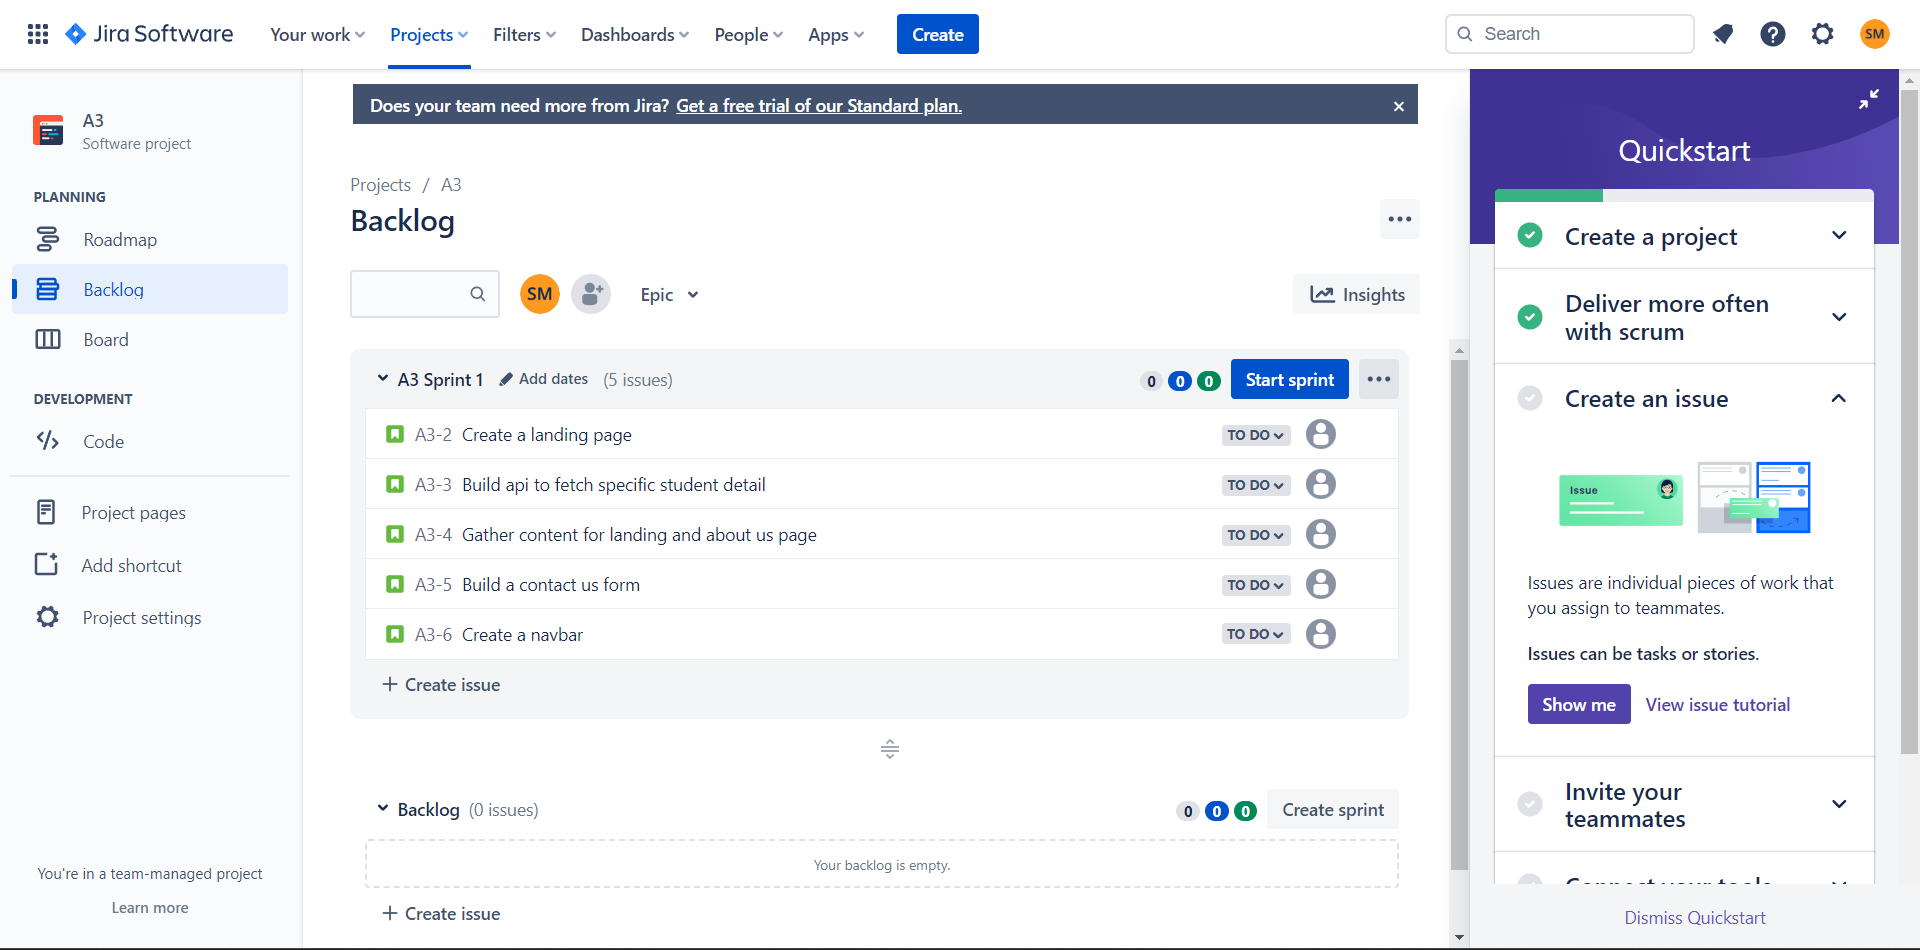 Jira Software
Your work
Projects
Filters
Dashboards
People
Apps
Create
Search
SM
A3
Software project
PLANNING
Roadmap
Backlog
Board
DEVELOPMENT
Code
Project pages
Add shortcut
Project settings
You're in a team-managed project
Learn more
Does your team need more from Jira? Get a free trial of our Standard plan.
Projects / A3
Backlog
SM
Epic
Insights
A3 Sprint 1 Add dates (5 issues)
0 0 0
Start sprint
A3-2 Create a landing page TO DO
A3-3 Build api to fetch specific student detail TO DO
A3-4 Gather content for landing and about us page TO DO
A3-5 Build a contact us form TO DO
A3-6 Create a navbar TO DO
+ Create issue
Backlog (0 issues)
0 0 0
Create sprint
Your backlog is empty.
+ Create issue
Quickstart
Create a project
Deliver more often
with scrum
Create an issue
Issue
Issues are individual pieces of work that
you assign to teammates.
Issues can be tasks or stories.
Show me
View issue tutorial
Invite your
teammates
Connect your tools
Dismiss Quickstart